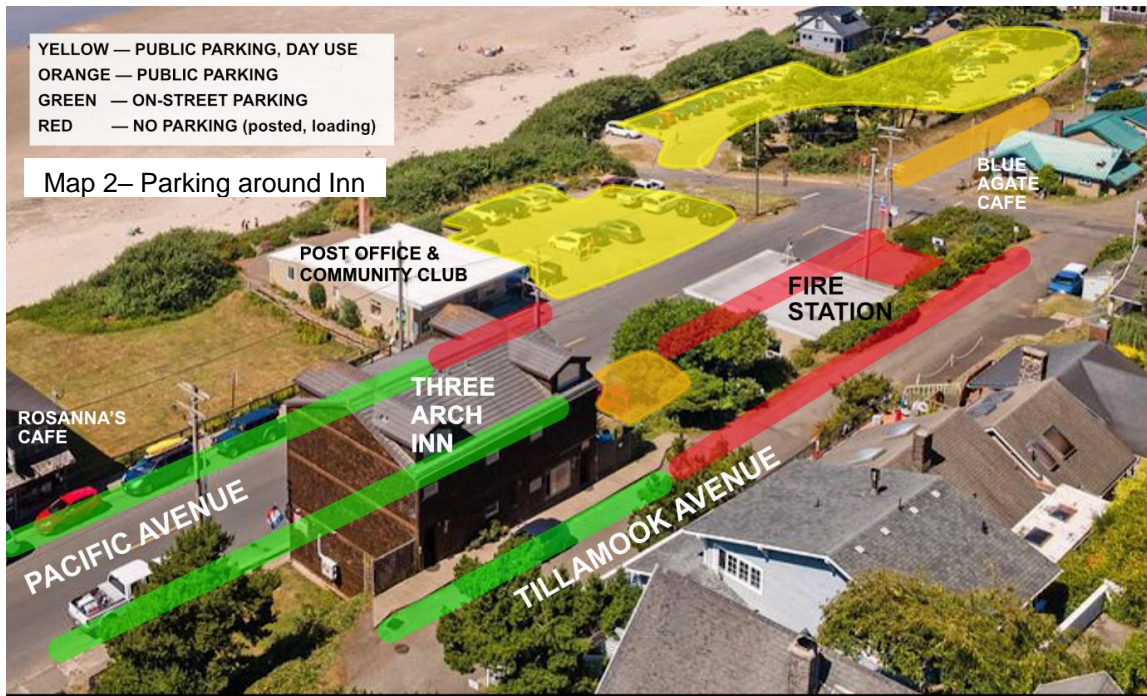 YELLOW — PUBLIC PARKING, DAY USE
ORANGE — PUBLIC PARKING
GREEN — ON-STREET PARKING
RED — NO PARKING (posted, loading)
Map 2– Parking around Inn
BLUE
AGATE
CAFE
POST OFFICE &
COMMUNITY CLUB
FIRE
STATION
THREE
ARCH
INN
ROSANNA'S
CAFE
PACIFIC AVENUE
TILLAMOOK AVENUE